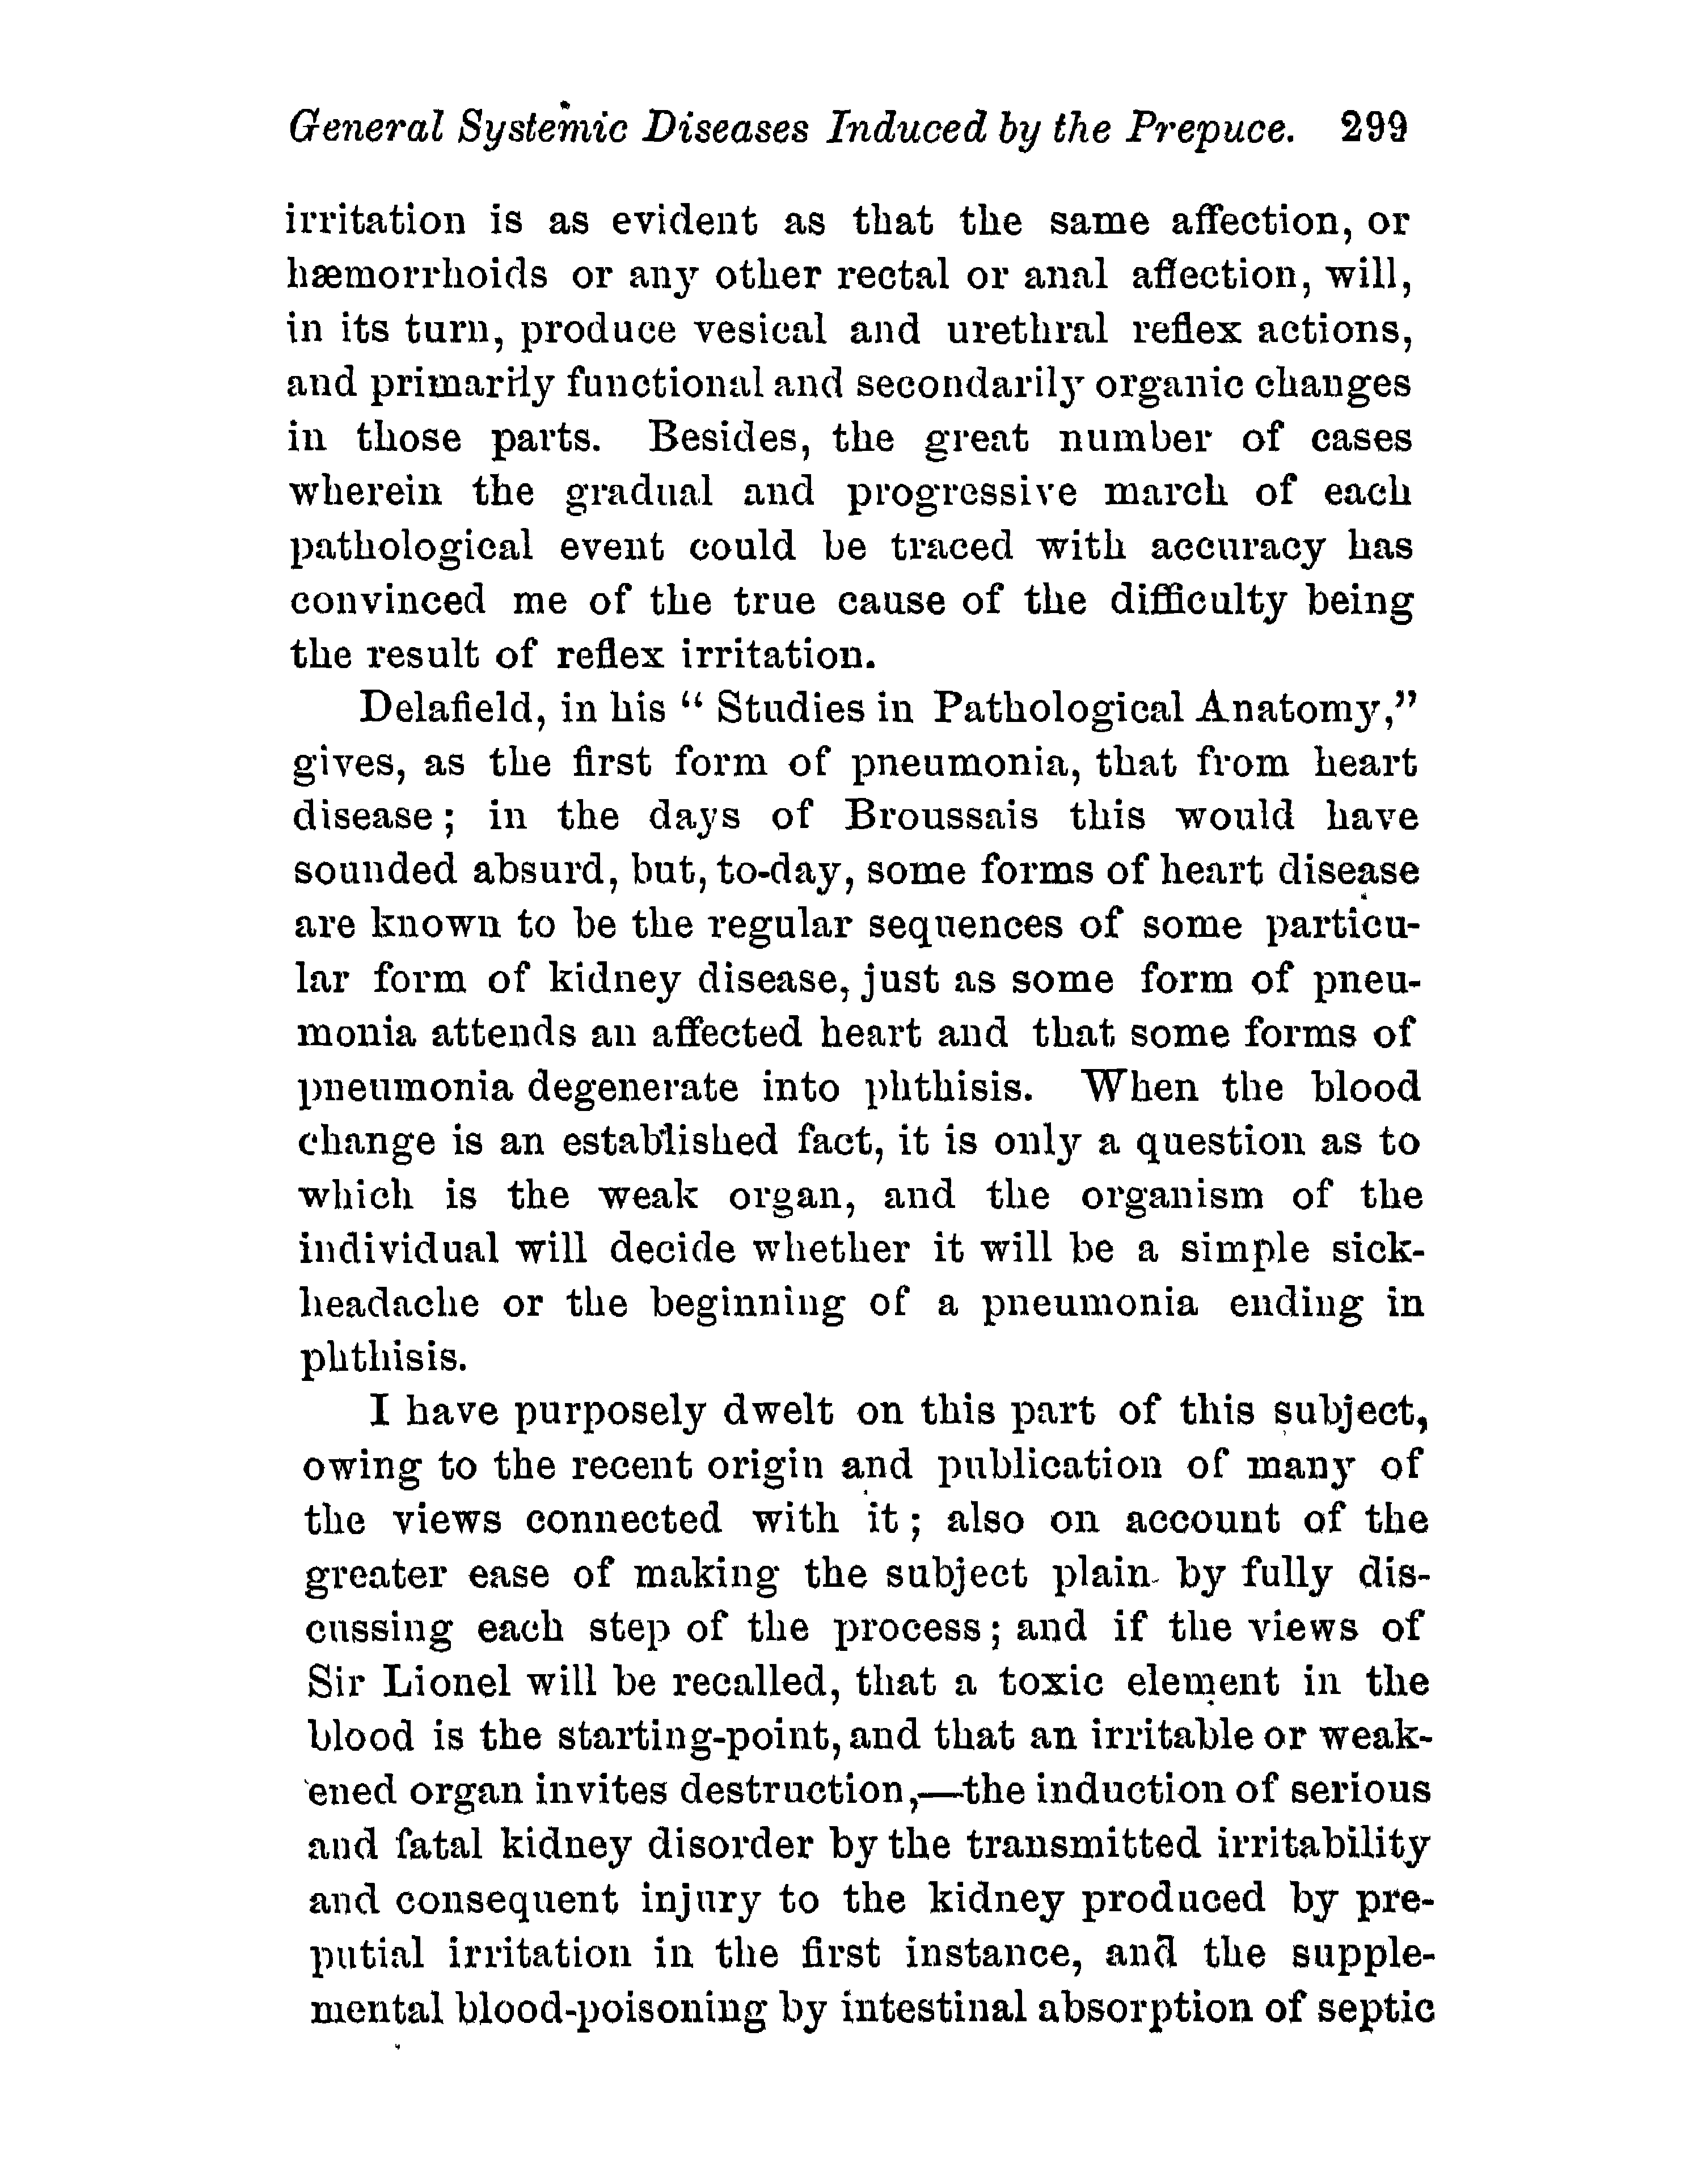 General Systemic Diseases Induced by the Prepuce. 299
irritation is as evident as that the same affection, or
hæmorrhoids or any other rectal or anal affection, will,
in its turn, produce vesical and urethral reflex actions,
and primarily functional and secondarily organic changes
in those parts. Besides, the great number of cases
wherein the gradual and progressive march of each
pathological event could be traced with accuracy has
convinced me of the true cause of the difficulty being
the result of reflex irritation.
Delafield, in his “ Studies in Pathological Anatomy,”
gives, as the first form of pneumonia, that from heart
disease ; in the days of Broussais this would have
sounded absurd, but, to-day, some forms of heart disease
are known to be the regular sequences of some particu-
lar form of kidney disease, just as some form of pneu-
monia attends an affected heart and that some forms of
pneumonia degenerate into phthisis. When the blood
change is an established fact, it is only a question as to
which is the weak organ, and the organism of the
individual will decide whether it will be a simple sick-
headache or the beginning of a pneumonia ending in
phthisis.
I have purposely dwelt on this part of this subject,
owing to the recent origin and publication of many of
the views connected with it ; also on account of the
greater ease of making the subject plain by fully dis-
cussing each step of the process ; and if the views of
Sir Lionel will be recalled, that a toxic element in the
blood is the starting-point, and that an irritable or weak-
ened organ invites destruction,—the induction of serious
and fatal kidney disorder by the transmitted irritability
and consequent injury to the kidney produced by pre-
putial irritation in the first instance, and the supple-
mental blood-poisoning by intestinal absorption of septic